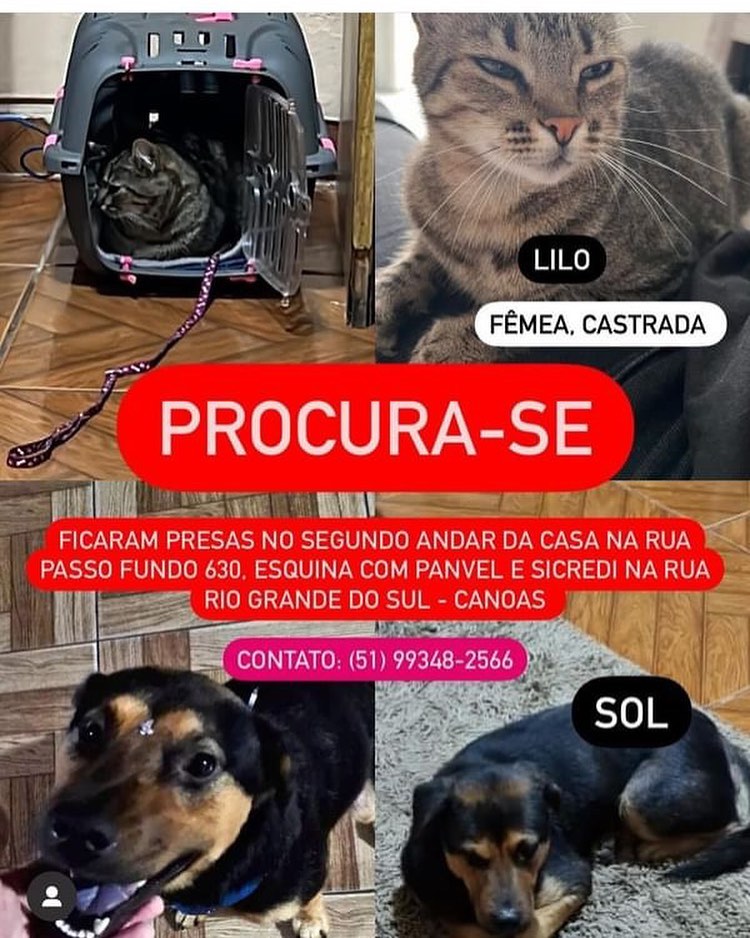 LILO
FÊMEA, CASTRADA
PROCURA-SE
FICARAM PRESAS NO SEGUNDO ANDAR DA CASA NA RUA
PASSO FUNDO 630, ESQUINA COM PANVEL E SICREDI NA RUA
RIO GRANDE DO SUL - CANOAS
CONTATO: (51) 99348-2566
SOL